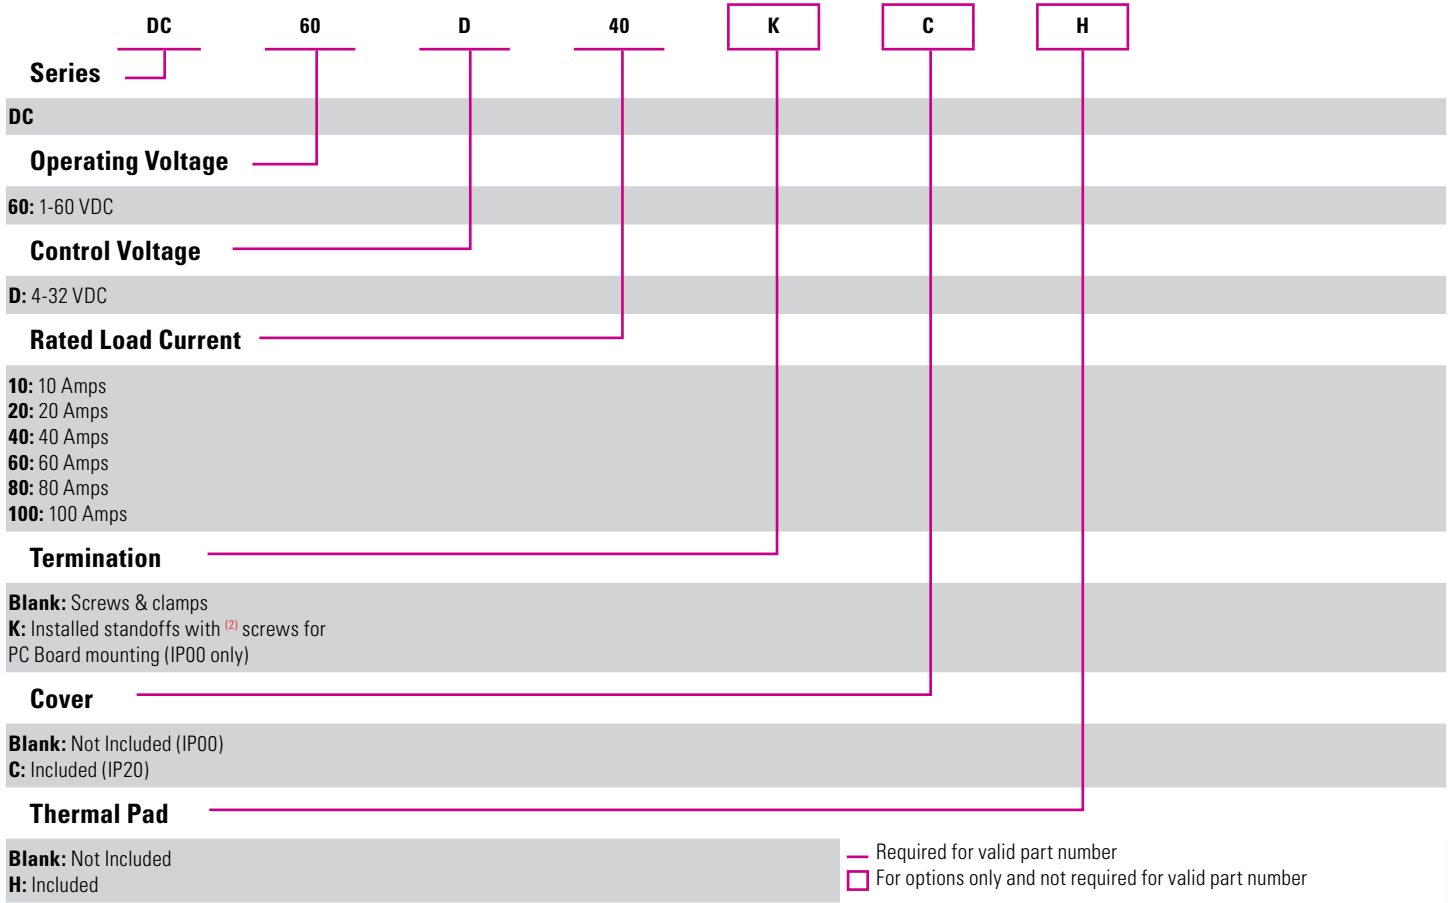 DC 60 D 40 K C H
Series
DC
Operating Voltage
60: 1-60 VDC
Control Voltage
D: 4-32 VDC
Rated Load Current
10: 10 Amps
20: 20 Amps
40: 40 Amps
60: 60 Amps
80: 80 Amps
100: 100 Amps
Termination
Blank: Screws & clamps
K: Installed standoffs with (2) screws for
PC Board mounting (IP00 only)
Cover
Blank: Not Included (IP00)
C: Included (IP20)
Thermal Pad
Blank: Not Included
H: Included
Required for valid part number
For options only and not required for valid part number